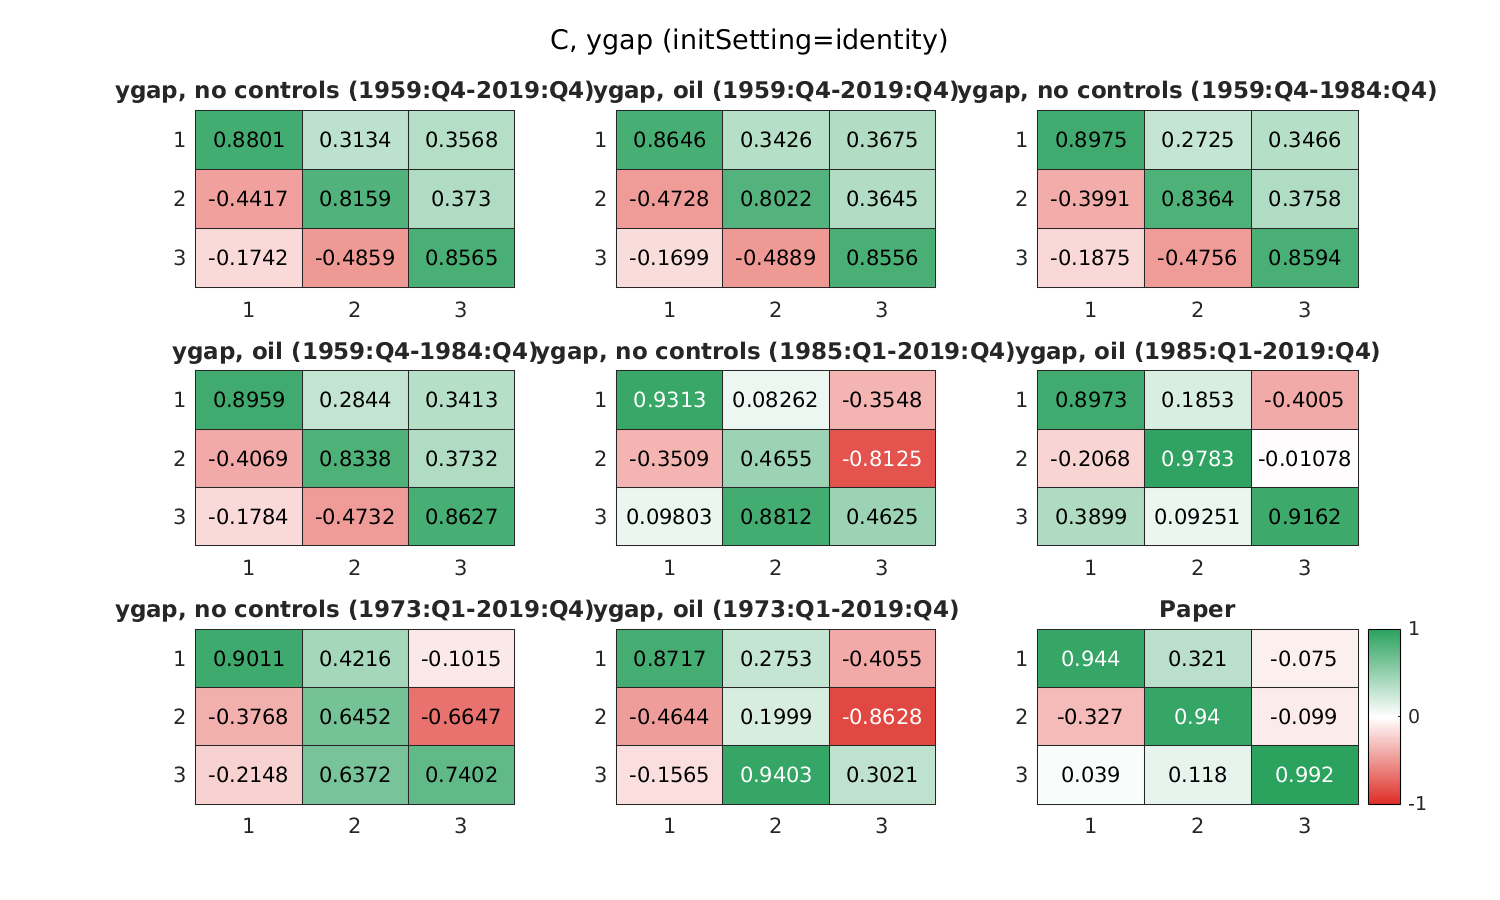 C, ygap (initSetting=identity)
ygap, no controls (1959:Q4-2019:Q4) ygap, oil (1959:Q4-2019:Q4) ygap, no controls (1959:Q4-1984:Q4)
1 0.8801 0.3134 0.3568 1 0.8646 0.3426 0.3675 1 0.8975 0.2725 0.3466
2 -0.4417 0.8159 0.373 2 -0.4728 0.8022 0.3645 2 -0.3991 0.8364 0.3758
3 -0.1742 -0.4859 0.8565 3 -0.1699 -0.4889 0.8556 3 -0.1875 -0.4756 0.8594
1 2 3 1 2 3 1 2 3
ygap, oil (1959:Q4-1984:Q4) ygap, no controls (1985:Q1-2019:Q4) ygap, oil (1985:Q1-2019:Q4)
1 0.8959 0.2844 0.3413 1 0.9313 0.08262 -0.3548 1 0.8973 0.1853 -0.4005
2 -0.4069 0.8338 0.3732 2 -0.3509 0.4655 -0.8125 2 -0.2068 0.9783 -0.01078
3 -0.1784 -0.4732 0.8627 3 0.09803 0.8812 0.4625 3 0.3899 0.09251 0.9162
1 2 3 1 2 3 1 2 3
ygap, no controls (1973:Q1-2019:Q4) ygap, oil (1973:Q1-2019:Q4) Paper
1 0.9011 0.4216 -0.1015 1 0.8717 0.2753 -0.4055 1 0.944 0.321 -0.075 1
2 -0.3768 0.6452 -0.6647 2 -0.4644 0.1999 -0.8628 2 -0.327 0.94 -0.099 0
3 -0.2148 0.6372 0.7402 3 -0.1565 0.9403 0.3021 3 0.039 0.118 0.992 -1
1 2 3 1 2 3 1 2 3